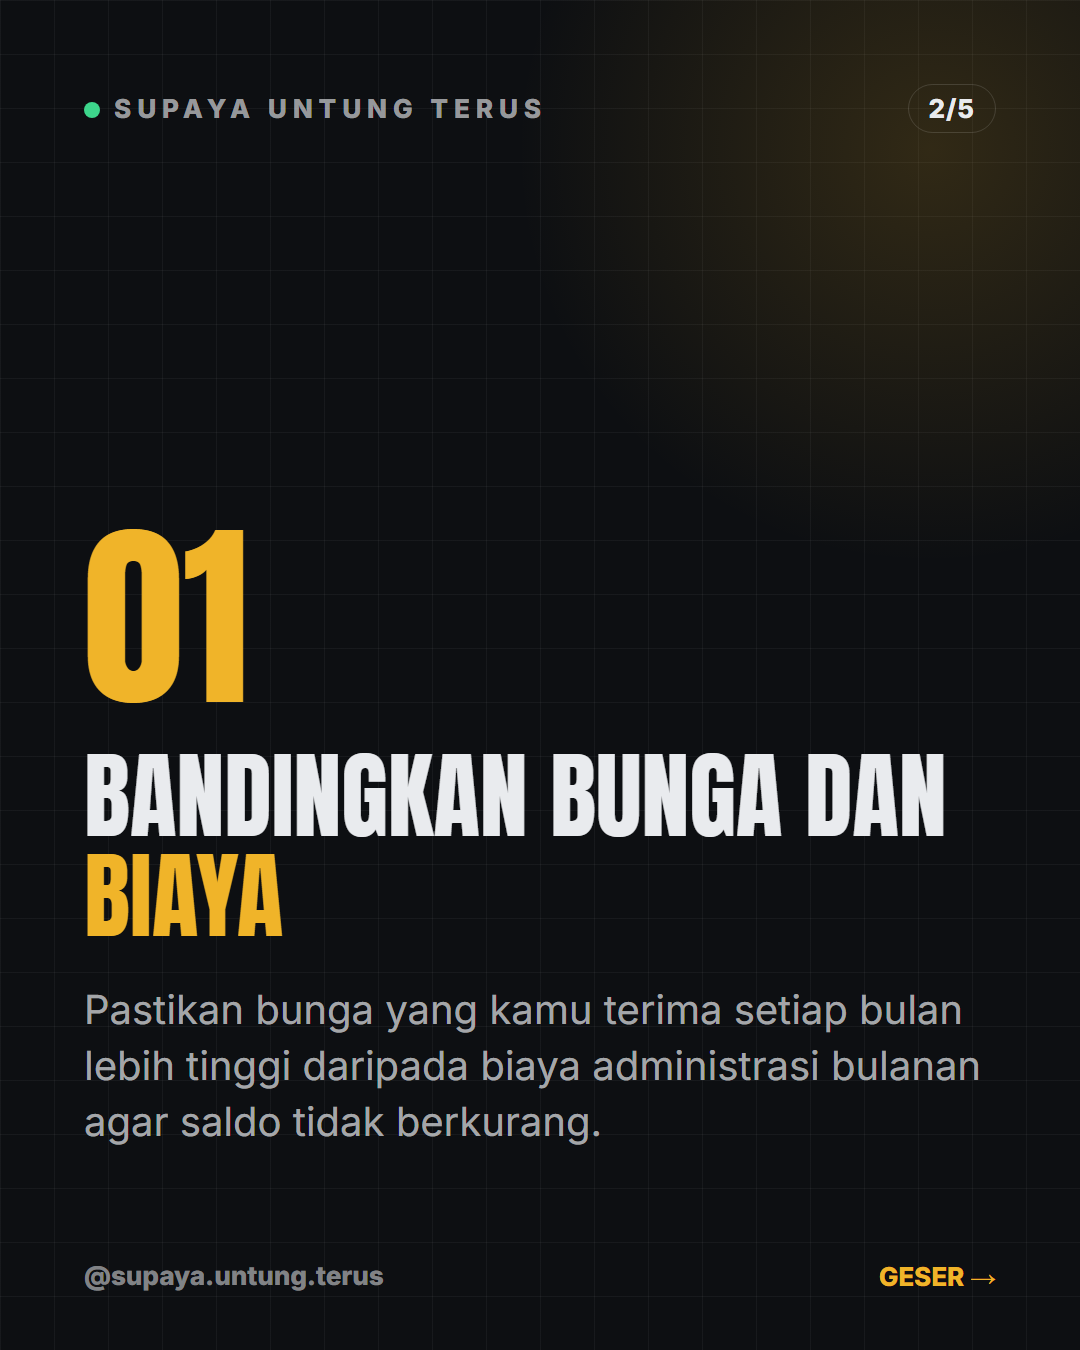 SUPAYA UNTUNG TERUS
2/5
01
BANDINGKAN BUNGA DAN
BIAYA
Pastikan bunga yang kamu terima setiap bulan
lebih tinggi daripada biaya administrasi bulanan
agar saldo tidak berkurang.
@supaya.untung.terus
GESER →